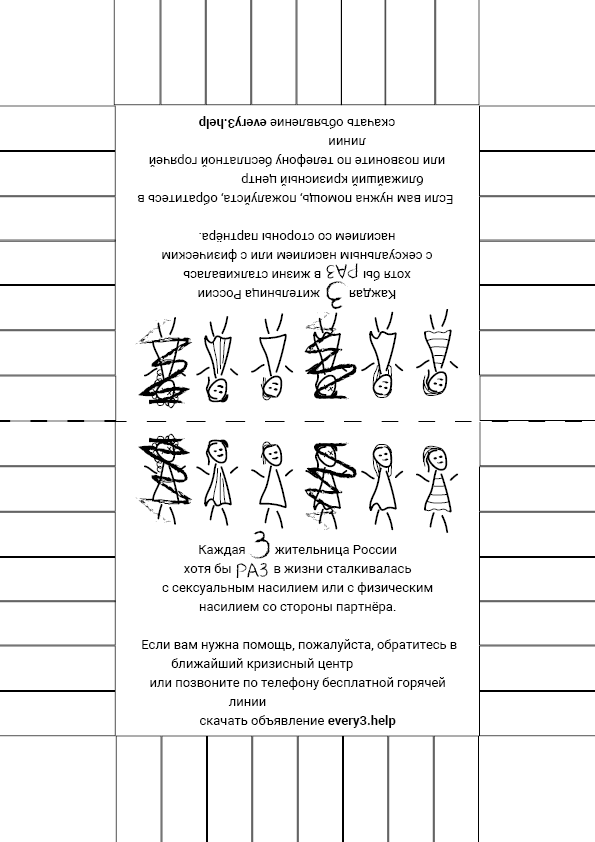 скачать объявление every3.help
линии
или позвоните по телефону бесплатной горячей
ближайший кризисный центр
Если вам нужна помощь, пожалуйста, обратитесь в
насилием со стороны партнёра.
с сексуальным насилием или с физическим
хотя бы РАЗ в жизни сталкивалась
Каждая 3 жительница России
Каждая 3 жительница России
хотя бы РАЗ в жизни сталкивалась
с сексуальным насилием или с физическим
насилием со стороны партнёра.
Если вам нужна помощь, пожалуйста, обратитесь в
ближайший кризисный центр
или позвоните по телефону бесплатной горячей
линии
скачать объявление every3.help